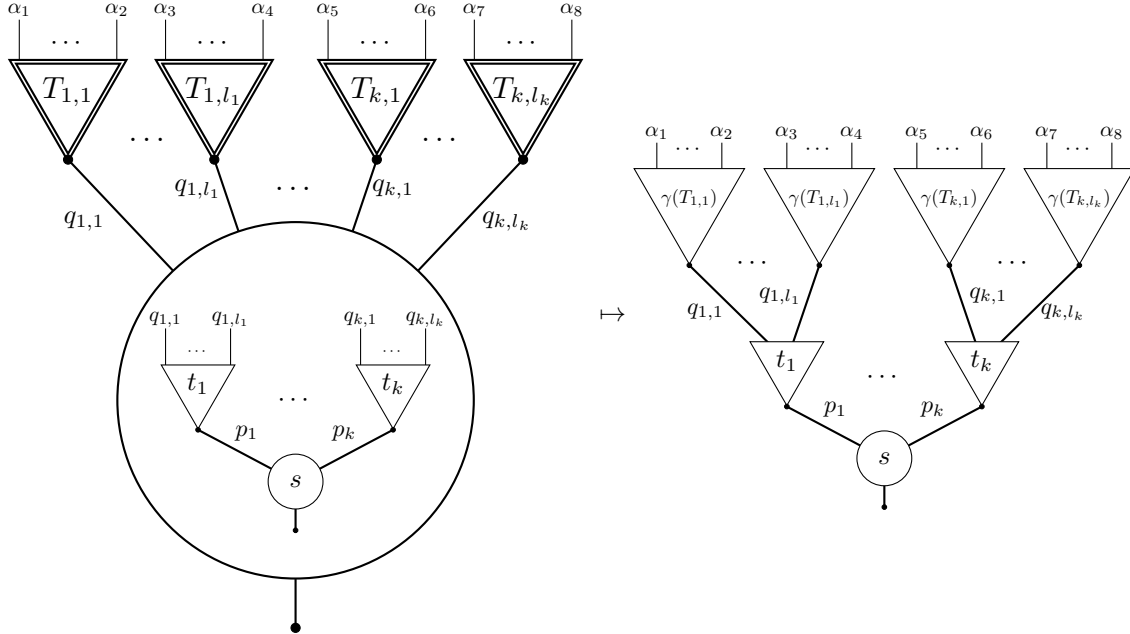 α₁ … α₂ α₃ … α₄ α₅ … α₆ α₇ … α₈
T₁,₁ T₁,ₗ₁ Tₖ,₁ Tₖ,ₗₖ
… …
q₁,₁ q₁,ₗ₁ … qₖ,₁ qₖ,ₗₖ
q₁,₁ q₁,ₗ₁ qₖ,₁ qₖ,ₗₖ
… …
t₁ … tₖ
p₁ pₖ
s
↦
α₁ … α₂ α₃ … α₄ α₅ … α₆ α₇ … α₈
γ(T₁,₁) γ(T₁,ₗ₁) γ(Tₖ,₁) γ(Tₖ,ₗₖ)
… …
q₁,₁ q₁,ₗ₁ qₖ,₁ qₖ,ₗₖ
t₁ … tₖ
p₁ pₖ
s